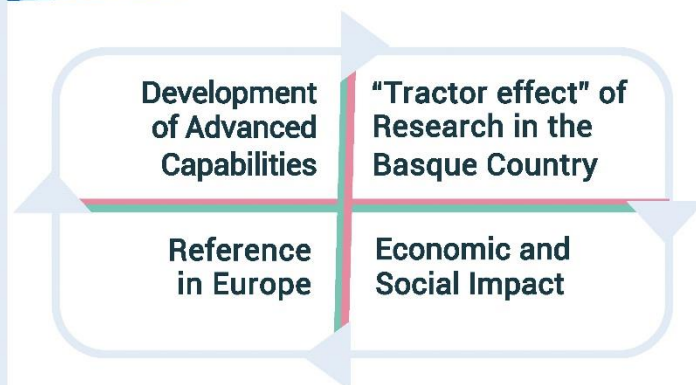 Development
of Advanced
Capabilities
“Tractor effect” of
Research in the
Basque Country
Reference
in Europe
Economic and
Social Impact